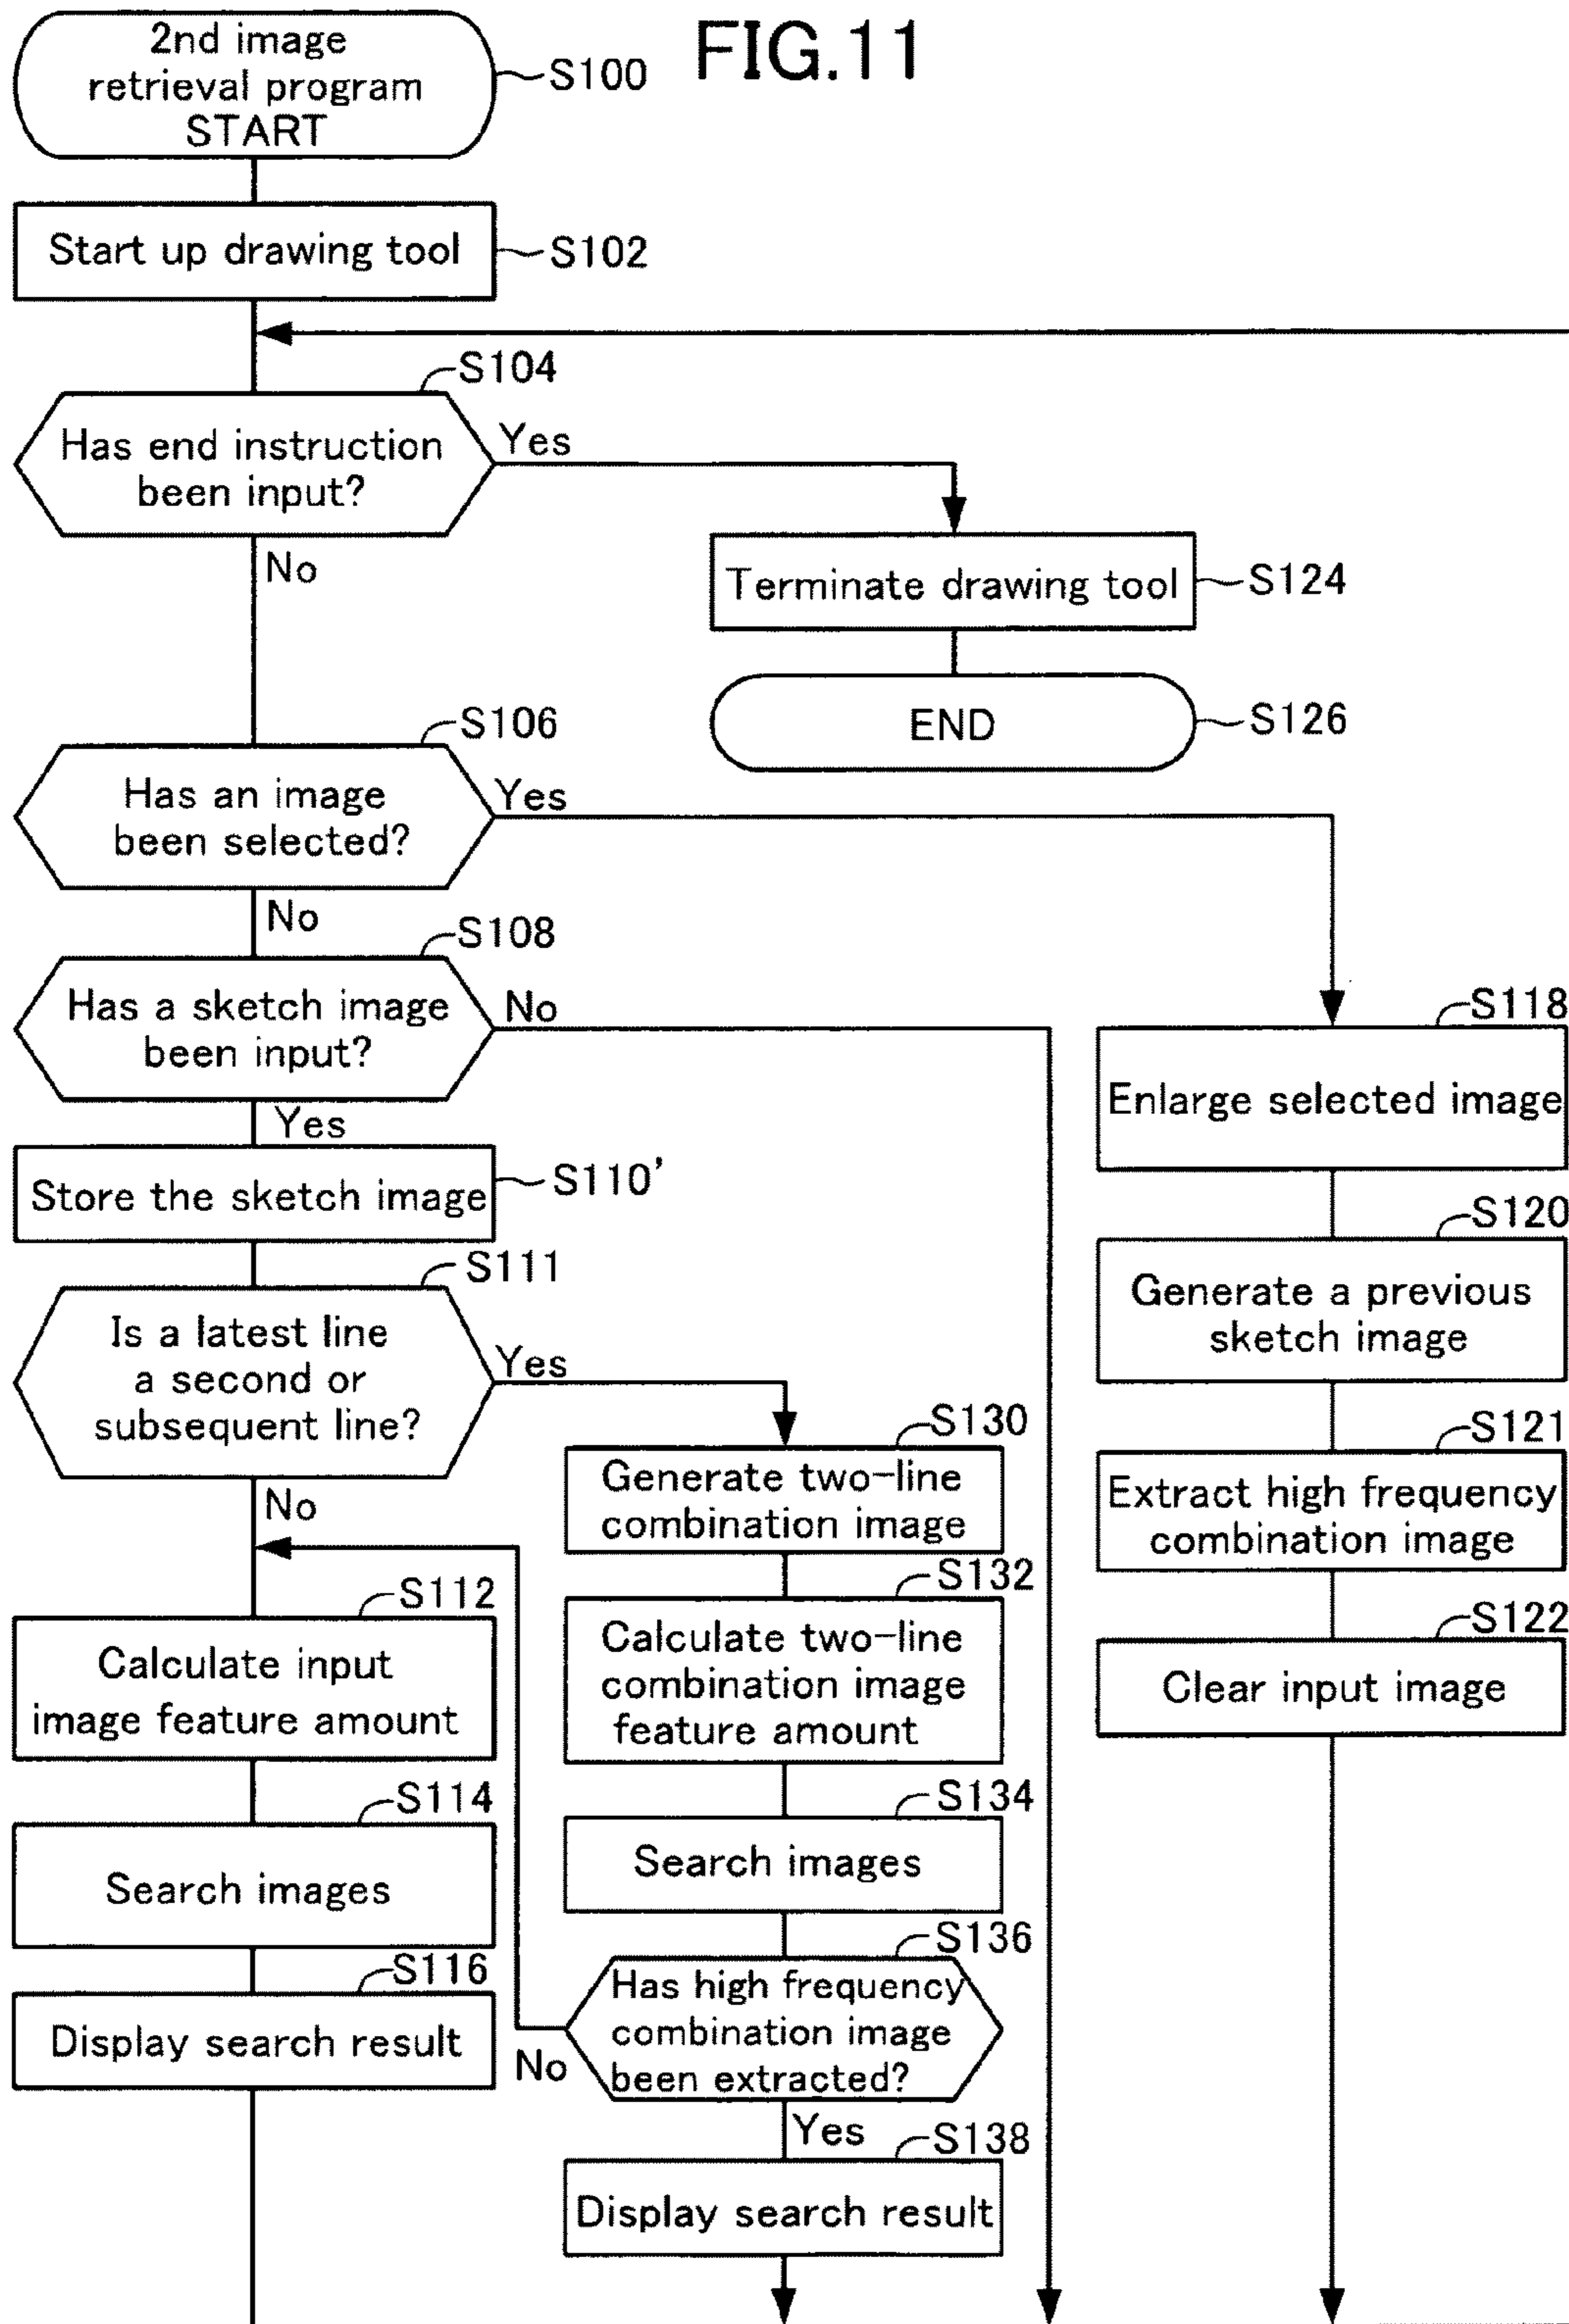 FIG.11
2nd image
retrieval program
START
S100
Start up drawing tool
S102
S104
Has end instruction
been input?
Yes
No
Terminate drawing tool
S124
END
S126
S106
Has an image
been selected?
Yes
No
S108
Has a sketch image
been input?
No
Yes
S118
Enlarge selected image
Store the sketch image
S110'
S120
Generate a previous
sketch image
S111
Is a latest line
a second or
subsequent line?
Yes
No
S130
Generate two-line
combination image
S121
Extract high frequency
combination image
S132
Calculate two-line
combination image
feature amount
S112
Calculate input
image feature amount
S122
Clear input image
S134
Search images
S114
Search images
S136
Has high frequency
combination image
been extracted?
No
Yes
S116
Display search result
S138
Display search result